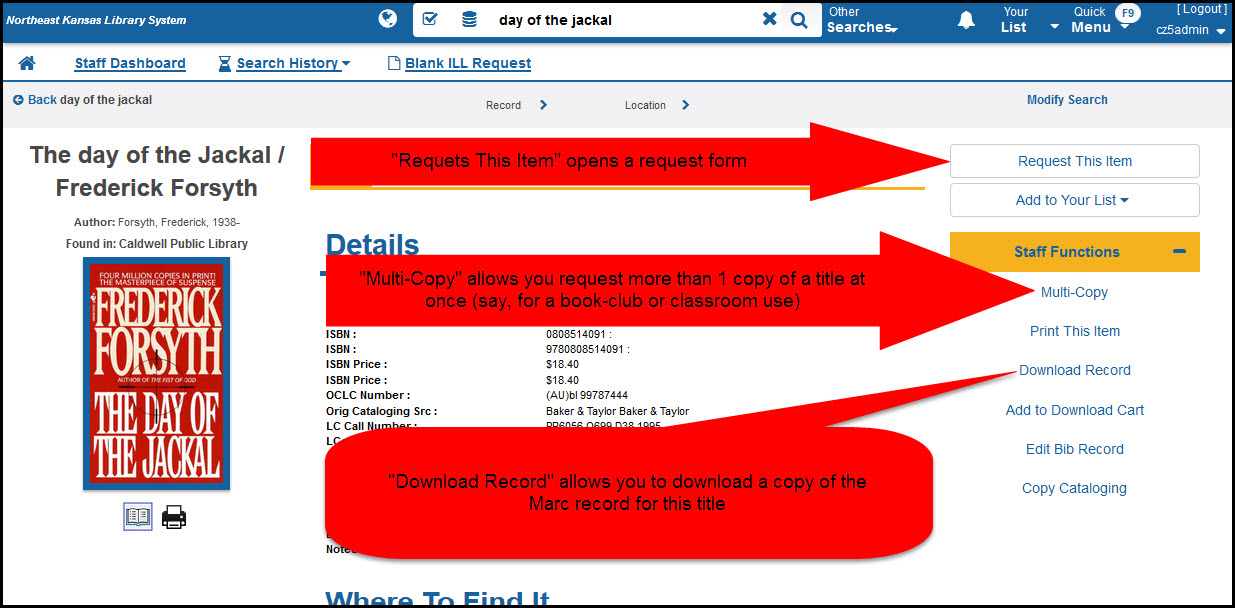 Northeast Kansas Library System
day of the jackal
Other
Searches
Your
List
Quick
Menu
F9
[ Logout ]
cz5admin
Staff Dashboard
Search History
Blank ILL Request
Back day of the jackal
Record
Location
Modify Search
The day of the Jackal /
Frederick Forsyth
Author: Forsyth, Frederick, 1938-
Found in: Caldwell Public Library
FOUR MILLION COPIES IN PRINT!
THE MASTERPIECE OF SUSPENSE
FREDERICK
FORSYTH
AUTHOR OF THE FIST OF GOD
THE DAY OF
THE JACKAL
"Requets This Item" opens a request form
Details
"Multi-Copy" allows you request more than 1 copy of a title at
once (say, for a book-club or classroom use)
ISBN : 0808514091 :
ISBN : 9780808514091 :
ISBN Price : $18.40
ISBN Price : $18.40
OCLC Number : (AU)bl 99787444
Orig Cataloging Src : Baker & Taylor Baker & Taylor
LC Call Number : PR6056.O699 D38 1995
LC
"Download Record" allows you to download a copy of the
Marc record for this title
Where To Find It
Request This Item
Add to Your List
Staff Functions
Multi-Copy
Print This Item
Download Record
Add to Download Cart
Edit Bib Record
Copy Cataloging